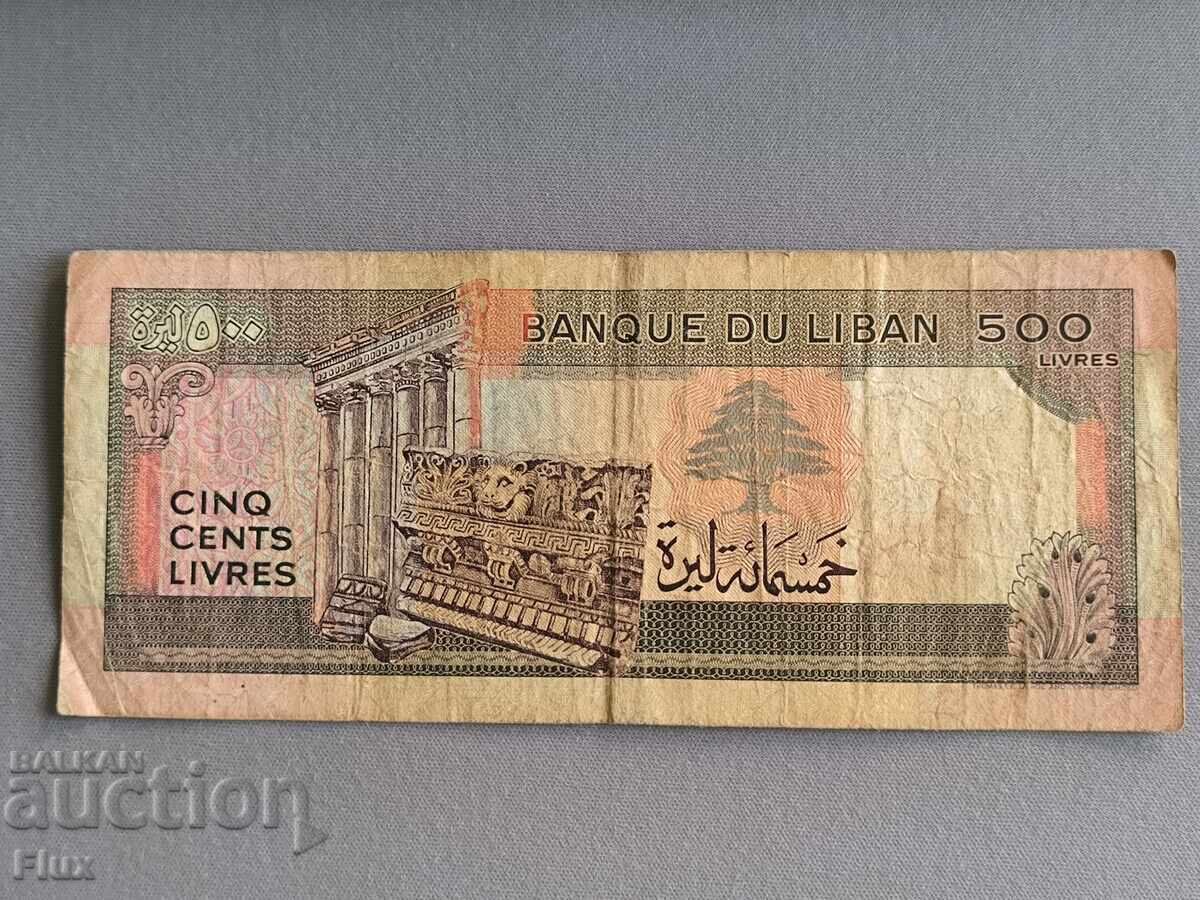 ٥٠٠ ليرة
BANQUE DU LIBAN 500
LIVRES
CINQ
CENTS
LIVRES
خمسمائة ليرة
BALKAN
auction
Flux